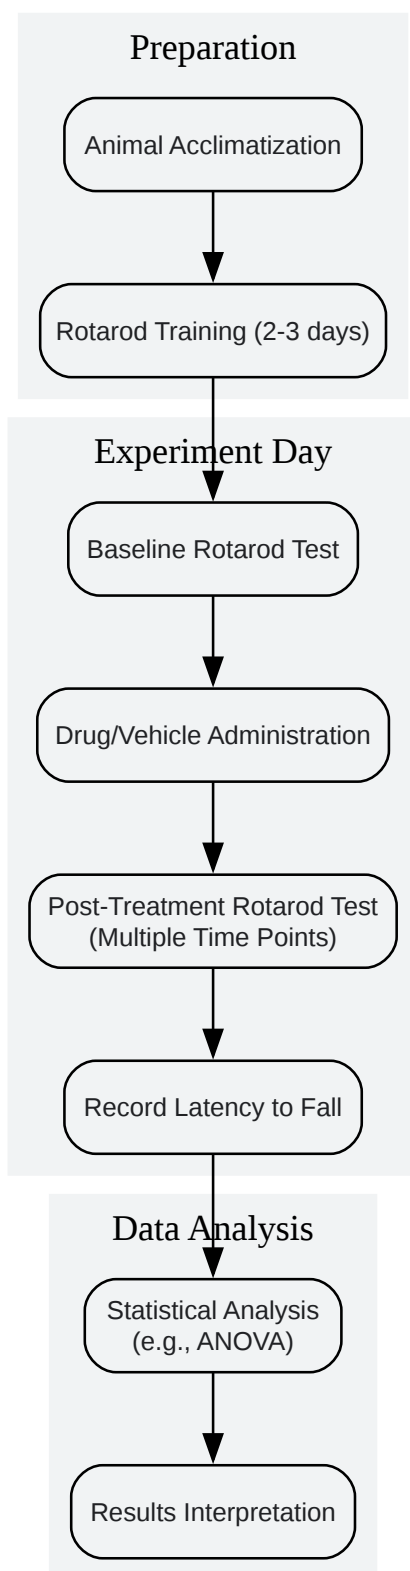 Preparation
Animal Acclimatization
Rotarod Training (2-3 days)
Experiment Day
Baseline Rotarod Test
Drug/Vehicle Administration
Post-Treatment Rotarod Test
(Multiple Time Points)
Record Latency to Fall
Data Analysis
Statistical Analysis
(e.g., ANOVA)
Results Interpretation